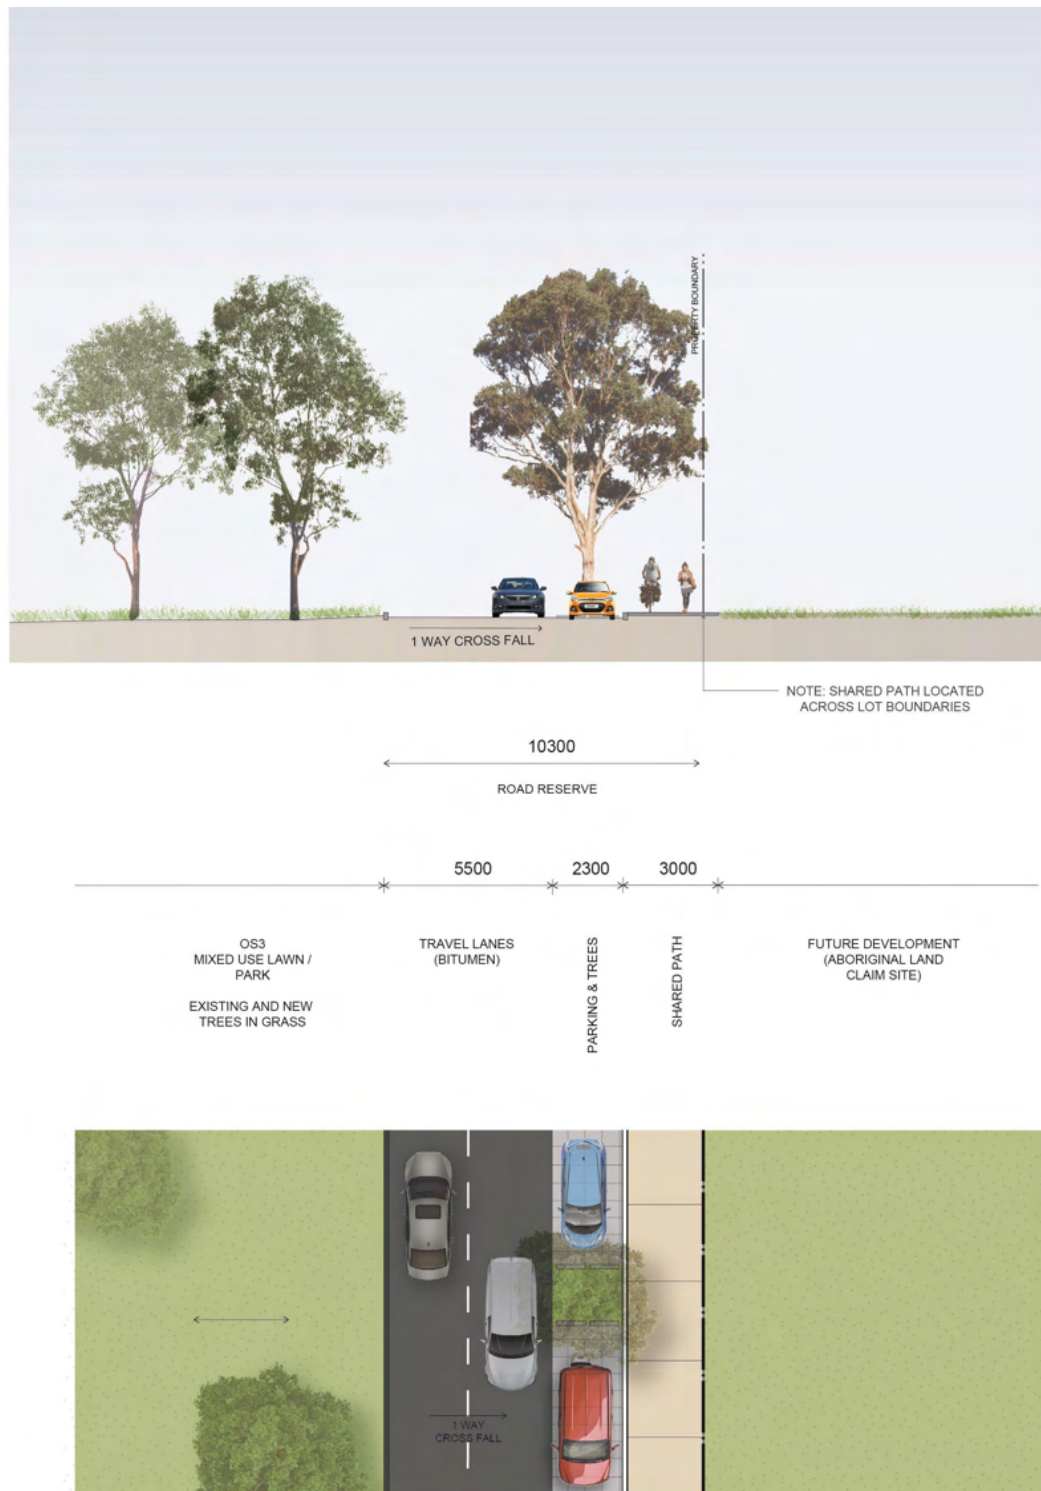 PROPERTY BOUNDARY
1 WAY CROSS FALL
NOTE: SHARED PATH LOCATED
ACROSS LOT BOUNDARIES
10300
ROAD RESERVE
5500
2300
3000
OS3
MIXED USE LAWN /
PARK
EXISTING AND NEW
TREES IN GRASS
TRAVEL LANES
(BITUMEN)
PARKING & TREES
SHARED PATH
FUTURE DEVELOPMENT
(ABORIGINAL LAND
CLAIM SITE)
1 WAY
CROSS FALL